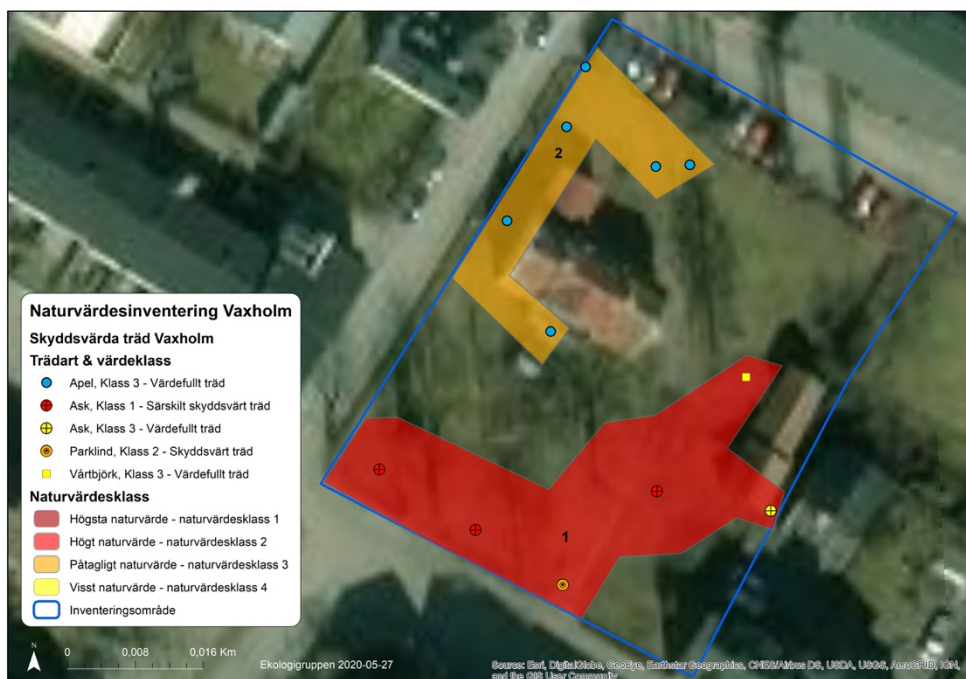 2
1
Naturvärdesinventering Vaxholm
Skyddsvärda träd Vaxholm
Trädart & värdeklass
Apel, Klass 3 - Värdefullt träd
Ask, Klass 1 - Särskilt skyddsvärt träd
Ask, Klass 3 - Värdefullt träd
Parklind, Klass 2 - Skyddsvärt träd
Vårtbjörk, Klass 3 - Värdefullt träd
Naturvärdesklass
Högsta naturvärde - naturvärdesklass 1
Högt naturvärde - naturvärdesklass 2
Påtagligt naturvärde - naturvärdesklass 3
Visst naturvärde - naturvärdesklass 4
Inventeringsområde
N
0 0,008 0,016 Km
Ekologigruppen 2020-05-27
Source: Esri, DigitalGlobe, GeoEye, Earthstar Geographics, CNES/Airbus DS, USDA, USGS, AeroGRID, IGN,
and the GIS User Community